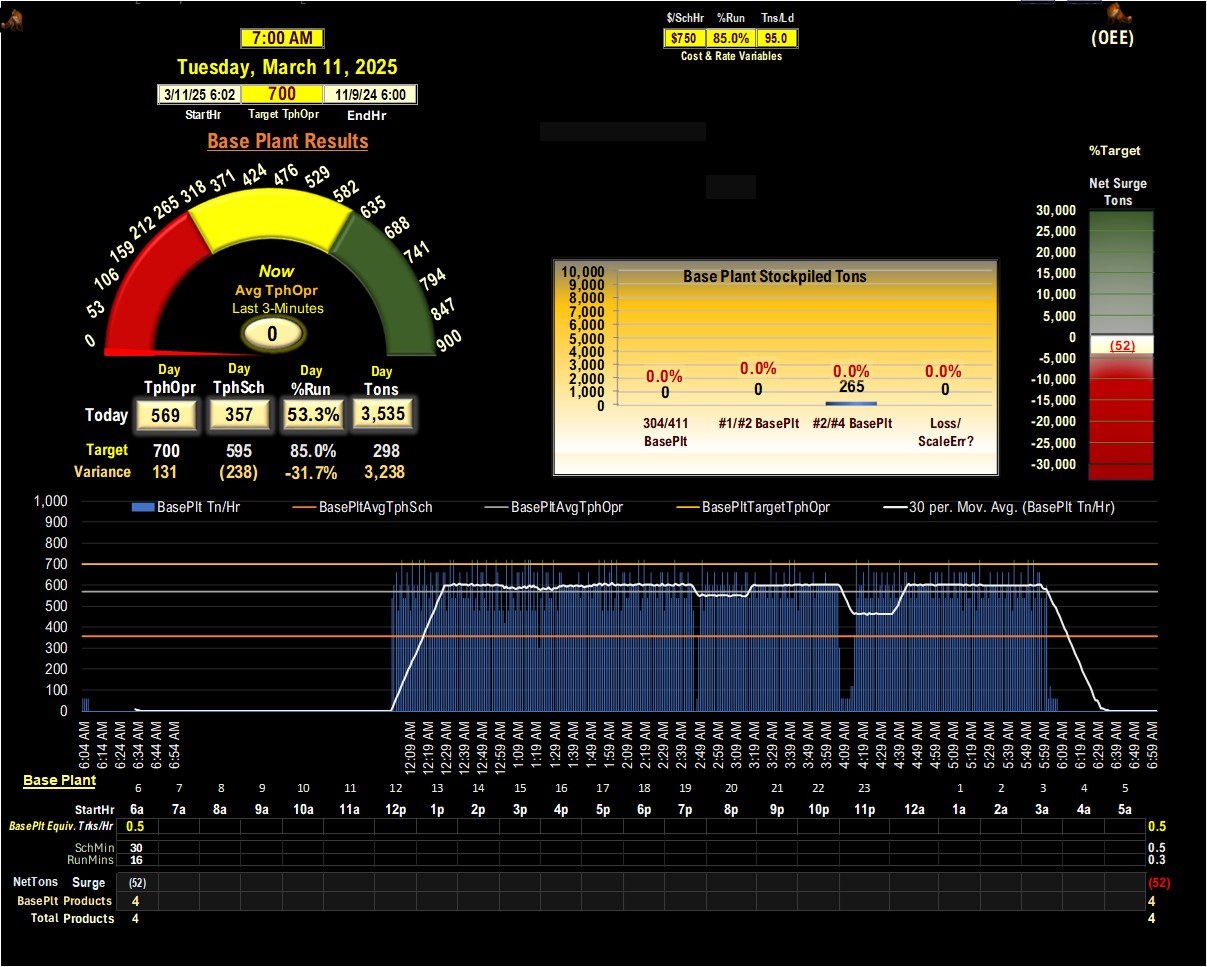 $/SchHr %Run Tns/Ld
7:00 AM
$750 85.0% 95.0
(OEE)
Cost & Rate Variables
Tuesday, March 11, 2025
3/11/25 6:02 700 11/9/24 6:00
StartHr Target TphOpr EndHr
Base Plant Results
0 53 106 159 212 265 318 371 424 476 529 582 635 688 741 794 847 900
Now
Avg TphOpr
Last 3-Minutes
0
Day Day Day Day
TphOpr TphSch %Run Tons
Today 569 357 53.3% 3,535
Target 700 595 85.0% 298
Variance 131 (238) -31.7% 3,238
Base Plant Stockpiled Tons
10,000
9,000
8,000
7,000
6,000
5,000
4,000
3,000
2,000
1,000
0
0.0% 0.0% 0.0% 0.0%
0 0 265 0
304/411 #1/#2 BasePlt #2/#4 BasePlt Loss/
BasePlt ScaleErr?
%Target
Net Surge
Tons
30,000
25,000
20,000
15,000
10,000
5,000
0
(52)
-5,000
-10,000
-15,000
-20,000
-25,000
-30,000
BasePlt Tn/Hr BasePltAvgTphSch BasePltAvgTphOpr BasePltTargetTphOpr 30 per. Mov. Avg. (BasePlt Tn/Hr)
1,000
900
800
700
600
500
400
300
200
100
0
6:04 AM 6:14 AM 6:24 AM 6:34 AM 6:44 AM 6:54 AM 12:09 AM 12:19 AM 12:29 AM 12:39 AM 12:49 AM 12:59 AM 1:09 AM 1:19 AM 1:29 AM 1:39 AM 1:49 AM 1:59 AM 2:09 AM 2:19 AM 2:29 AM 2:39 AM 2:49 AM 2:59 AM 3:09 AM 3:19 AM 3:29 AM 3:39 AM 3:49 AM 3:59 AM 4:09 AM 4:19 AM 4:29 AM 4:39 AM 4:49 AM 4:59 AM 5:09 AM 5:19 AM 5:29 AM 5:39 AM 5:49 AM 5:59 AM 6:09 AM 6:19 AM 6:29 AM 6:39 AM 6:49 AM 6:59 AM
Base Plant
6 7 8 9 10 11 12 13 14 15 16 17 18 19 20 21 22 23 1 2 3 4 5
StartHr 6a 7a 8a 9a 10a 11a 12p 1p 2p 3p 4p 5p 6p 7p 8p 9p 10p 11p 12a 1a 2a 3a 4a 5a
BasePlt Equiv. Trks/Hr 0.5 0.5
SchMin 30 0.5
RunMins 16 0.3
NetTons Surge (52) (52)
BasePlt Products 4 4
Total Products 4 4